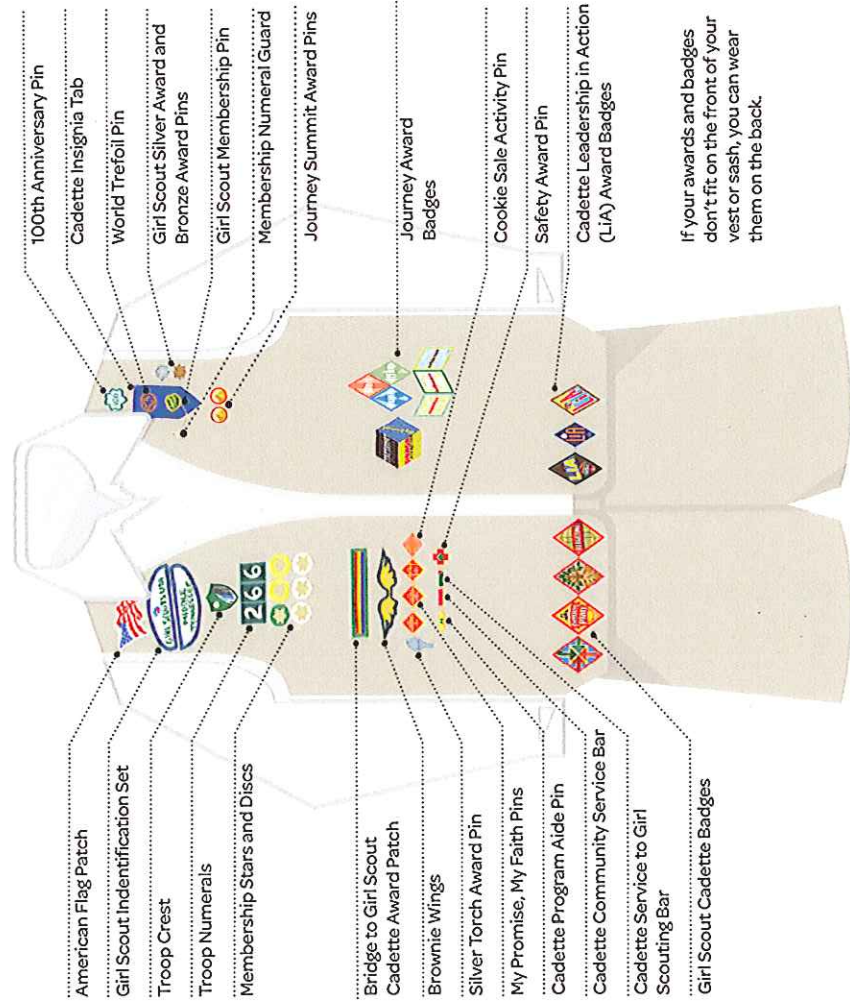 American Flag Patch
Girl Scout Indentification Set
Troop Crest
Troop Numerals
Membership Stars and Discs
Bridge to Girl Scout
Cadette Award Patch
Brownie Wings
Silver Torch Award Pin
My Promise, My Faith Pins
Cadette Program Aide Pin
Cadette Community Service Bar
Cadette Service to Girl
Scouting Bar
Girl Scout Cadette Badges
GIRL SCOUTS USA
MIDDLE
TENNESSEE
266
LiA
100th Anniversary Pin
Cadette Insignia Tab
World Trefoil Pin
Girl Scout Silver Award and
Bronze Award Pins
Girl Scout Membership Pin
Membership Numeral Guard
Journey Summit Award Pins
Journey Award
Badges
Cookie Sale Activity Pin
Safety Award Pin
Cadette Leadership in Action
(LiA) Award Badges
If your awards and badges
don't fit on the front of your
vest or sash, you can wear
them on the back.